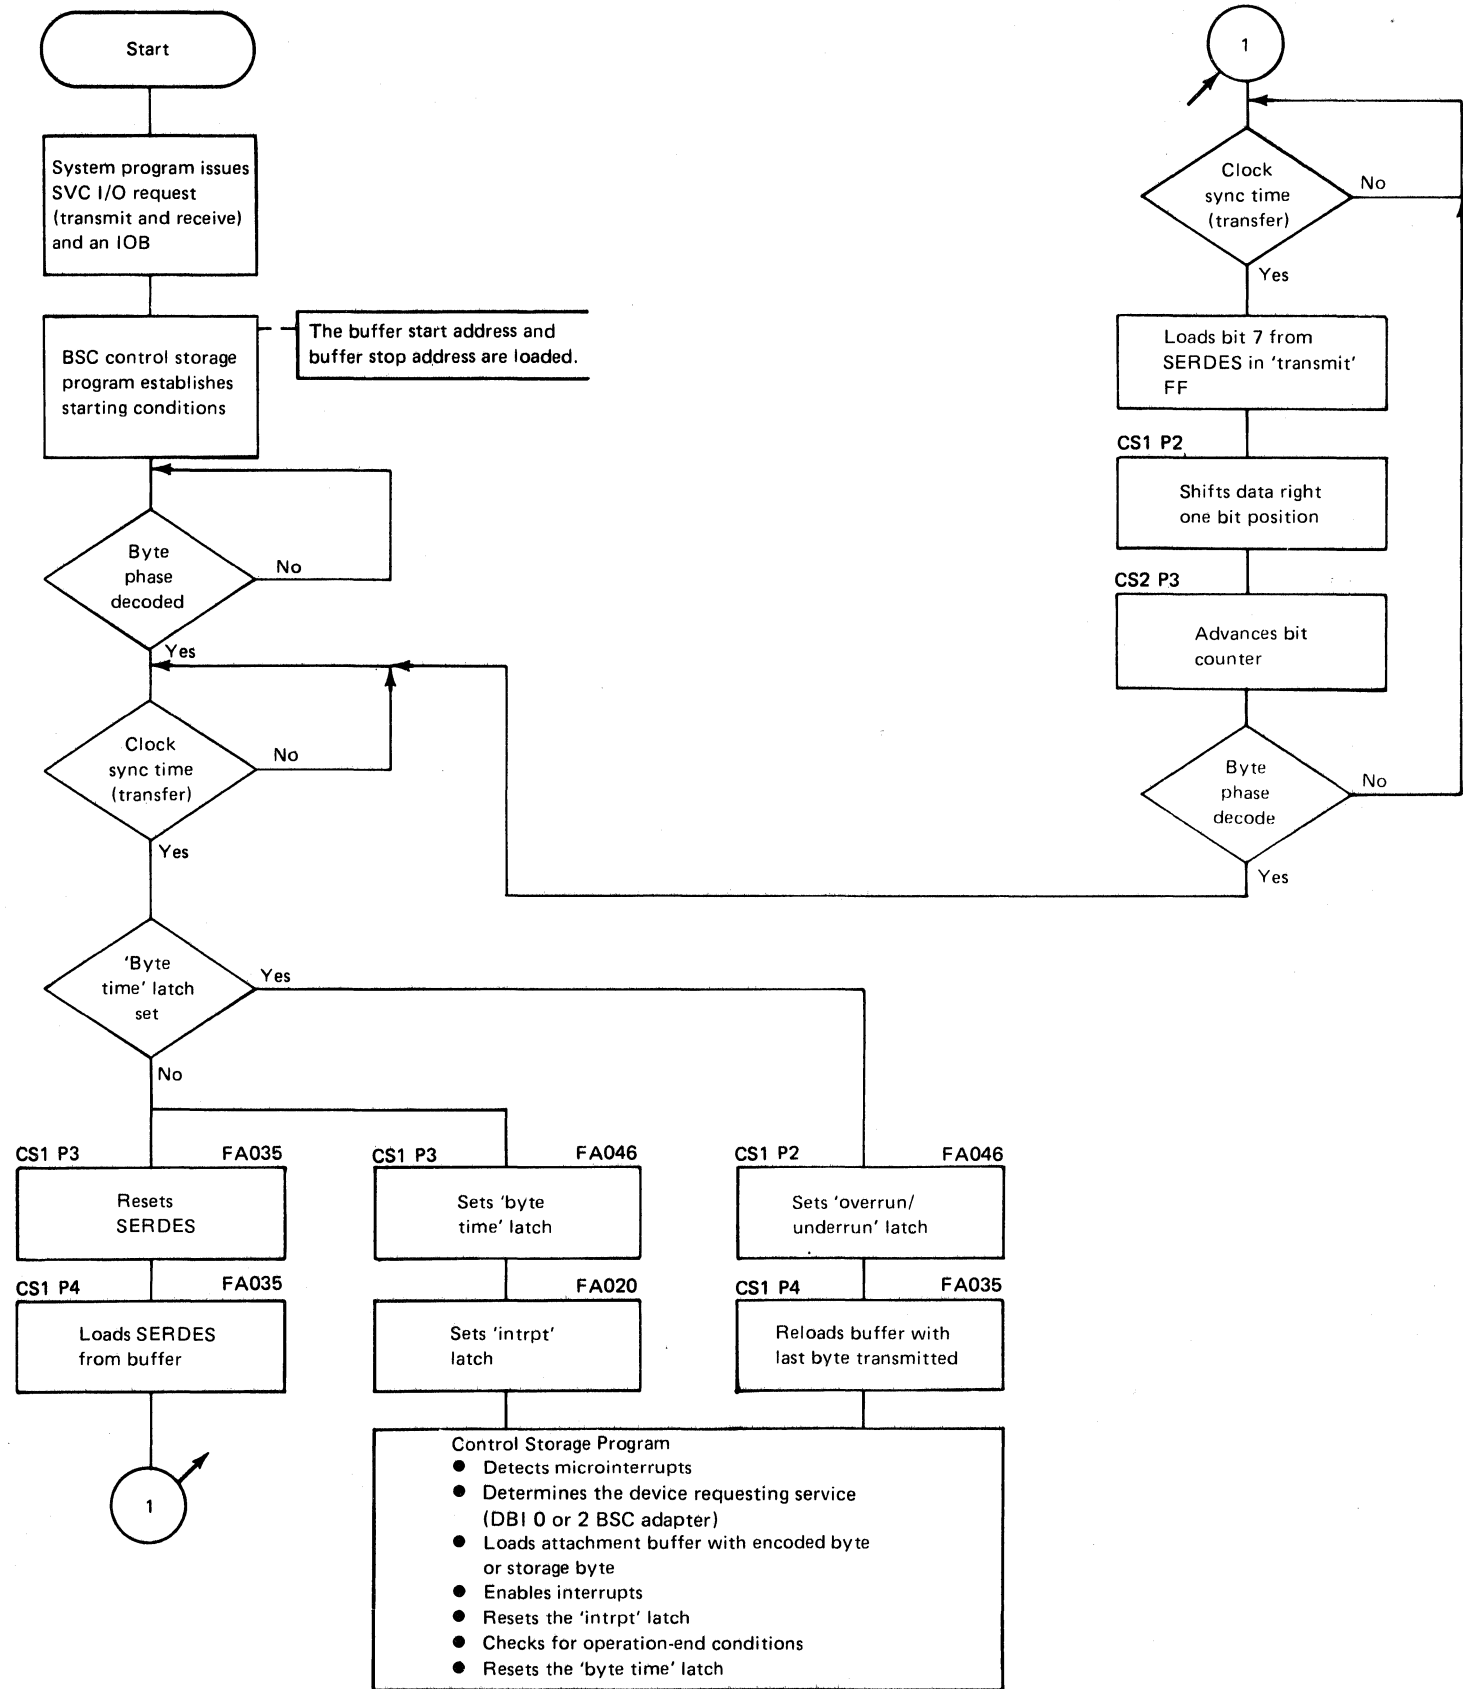 Start
System program issues
SVC I/O request
(transmit and receive)
and an IOB
BSC control storage
program establishes
starting conditions
The buffer start address and
buffer stop address are loaded.
Byte
phase
decoded
No
Yes
Clock
sync time
(transfer)
No
Yes
'Byte
time' latch
set
Yes
No
CS1 P3
FA035
Resets
SERDES
CS1 P4
FA035
Loads SERDES
from buffer
1
CS1 P3
FA046
Sets 'byte
time' latch
FA020
Sets 'intrpt'
latch
CS1 P2
FA046
Sets 'overrun/
underrun' latch
CS1 P4
FA035
Reloads buffer with
last byte transmitted
Control Storage Program
● Detects microinterrupts
● Determines the device requesting service
(DBI 0 or 2 BSC adapter)
● Loads attachment buffer with encoded byte
or storage byte
● Enables interrupts
● Resets the 'intrpt' latch
● Checks for operation-end conditions
● Resets the 'byte time' latch
1
Clock
sync time
(transfer)
No
Yes
Loads bit 7 from
SERDES in 'transmit'
FF
CS1 P2
Shifts data right
one bit position
CS2 P3
Advances bit
counter
Byte
phase
decode
No
Yes